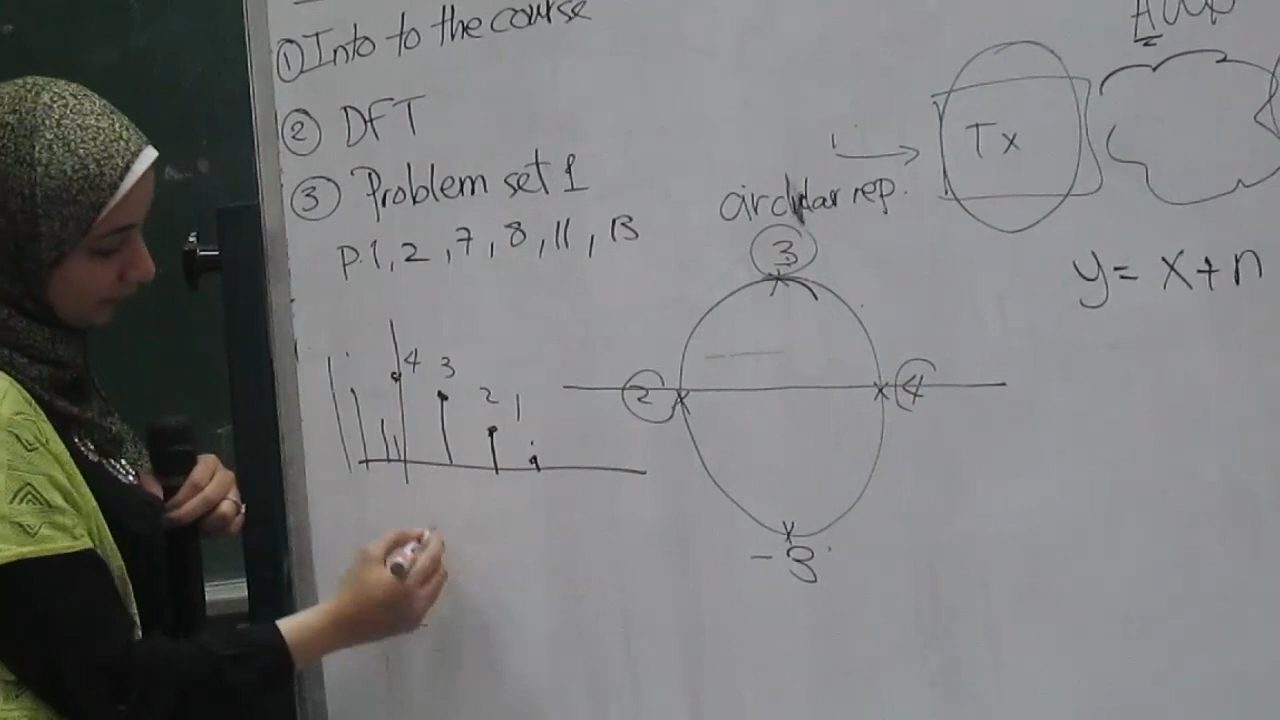 ① Into to the course
② DFT
③ Problem set 1
P. 1, 2, 7, 8, 11, 13
4 3 2 1
circular rep.
3
2
4
-3
Tx
y = x + n